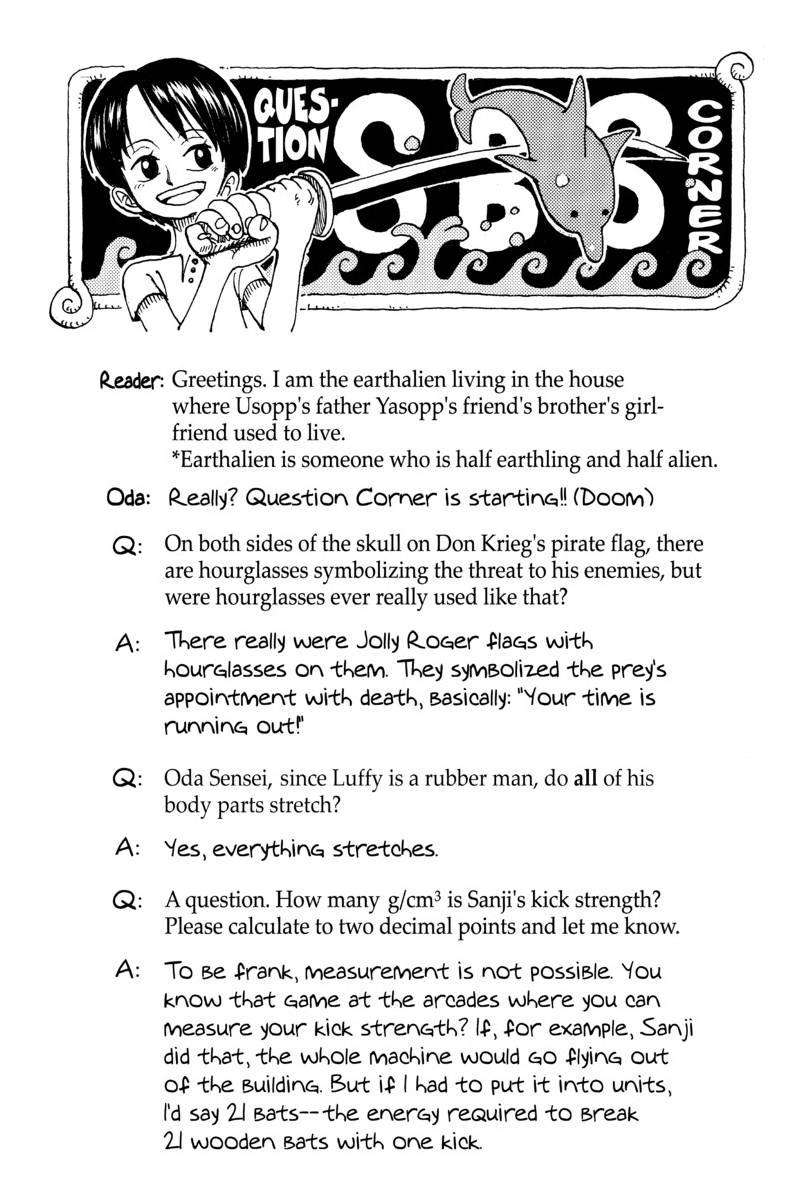 QUES-
TION
SBS
CORNER
Reader: Greetings. I am the earthalien living in the house
where Usopp's father Yasopp's friend's brother's girl-
friend used to live.
*Earthalien is someone who is half earthling and half alien.
Oda: Really? Question Corner is starting!! (Doom)
Q: On both sides of the skull on Don Krieg's pirate flag, there
are hourglasses symbolizing the threat to his enemies, but
were hourglasses ever really used like that?
A: There really were Jolly Roger flags with
hourglasses on them. They symbolized the prey's
appointment with death, basically: "Your time is
running out!"
Q: Oda Sensei, since Luffy is a rubber man, do all of his
body parts stretch?
A: Yes, everything stretches.
Q: A question. How many g/cm³ is Sanji's kick strength?
Please calculate to two decimal points and let me know.
A: To be frank, measurement is not possible. You
know that game at the arcades where you can
measure your kick strength? If, for example, Sanji
did that, the whole machine would go flying out
of the building. But if I had to put it into units,
I'd say 21 bats--the energy required to break
21 wooden bats with one kick.